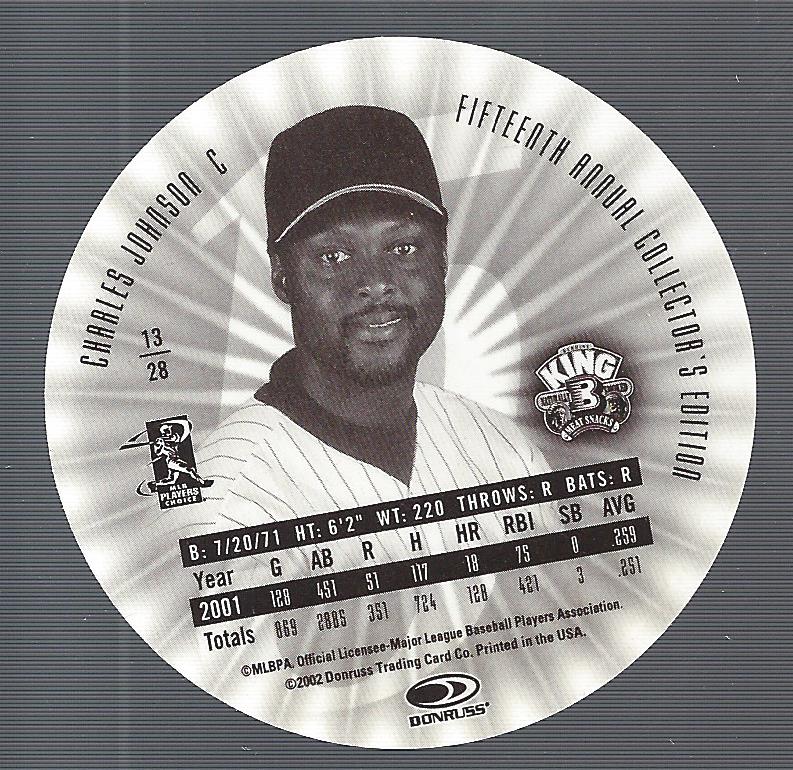 CHARLES JOHNSON C
FIFTEENTH ANNUAL COLLECTOR'S EDITION
13
28
KING
B
MEAT SNACKS
MLB
PLAYERS
CHOICE
B: 7/20/71 HT: 6'2" WT: 220 THROWS: R BATS: R
Year G AB R H HR RBI SB AVG
2001 128 451 51 117 18 75 0 .259
Totals 869 2885 351 724 120 421 3 .251
©MLBPA. Official Licensee-Major League Baseball Players Association.
©2002 Donruss Trading Card Co. Printed in the USA.
DONRUSS